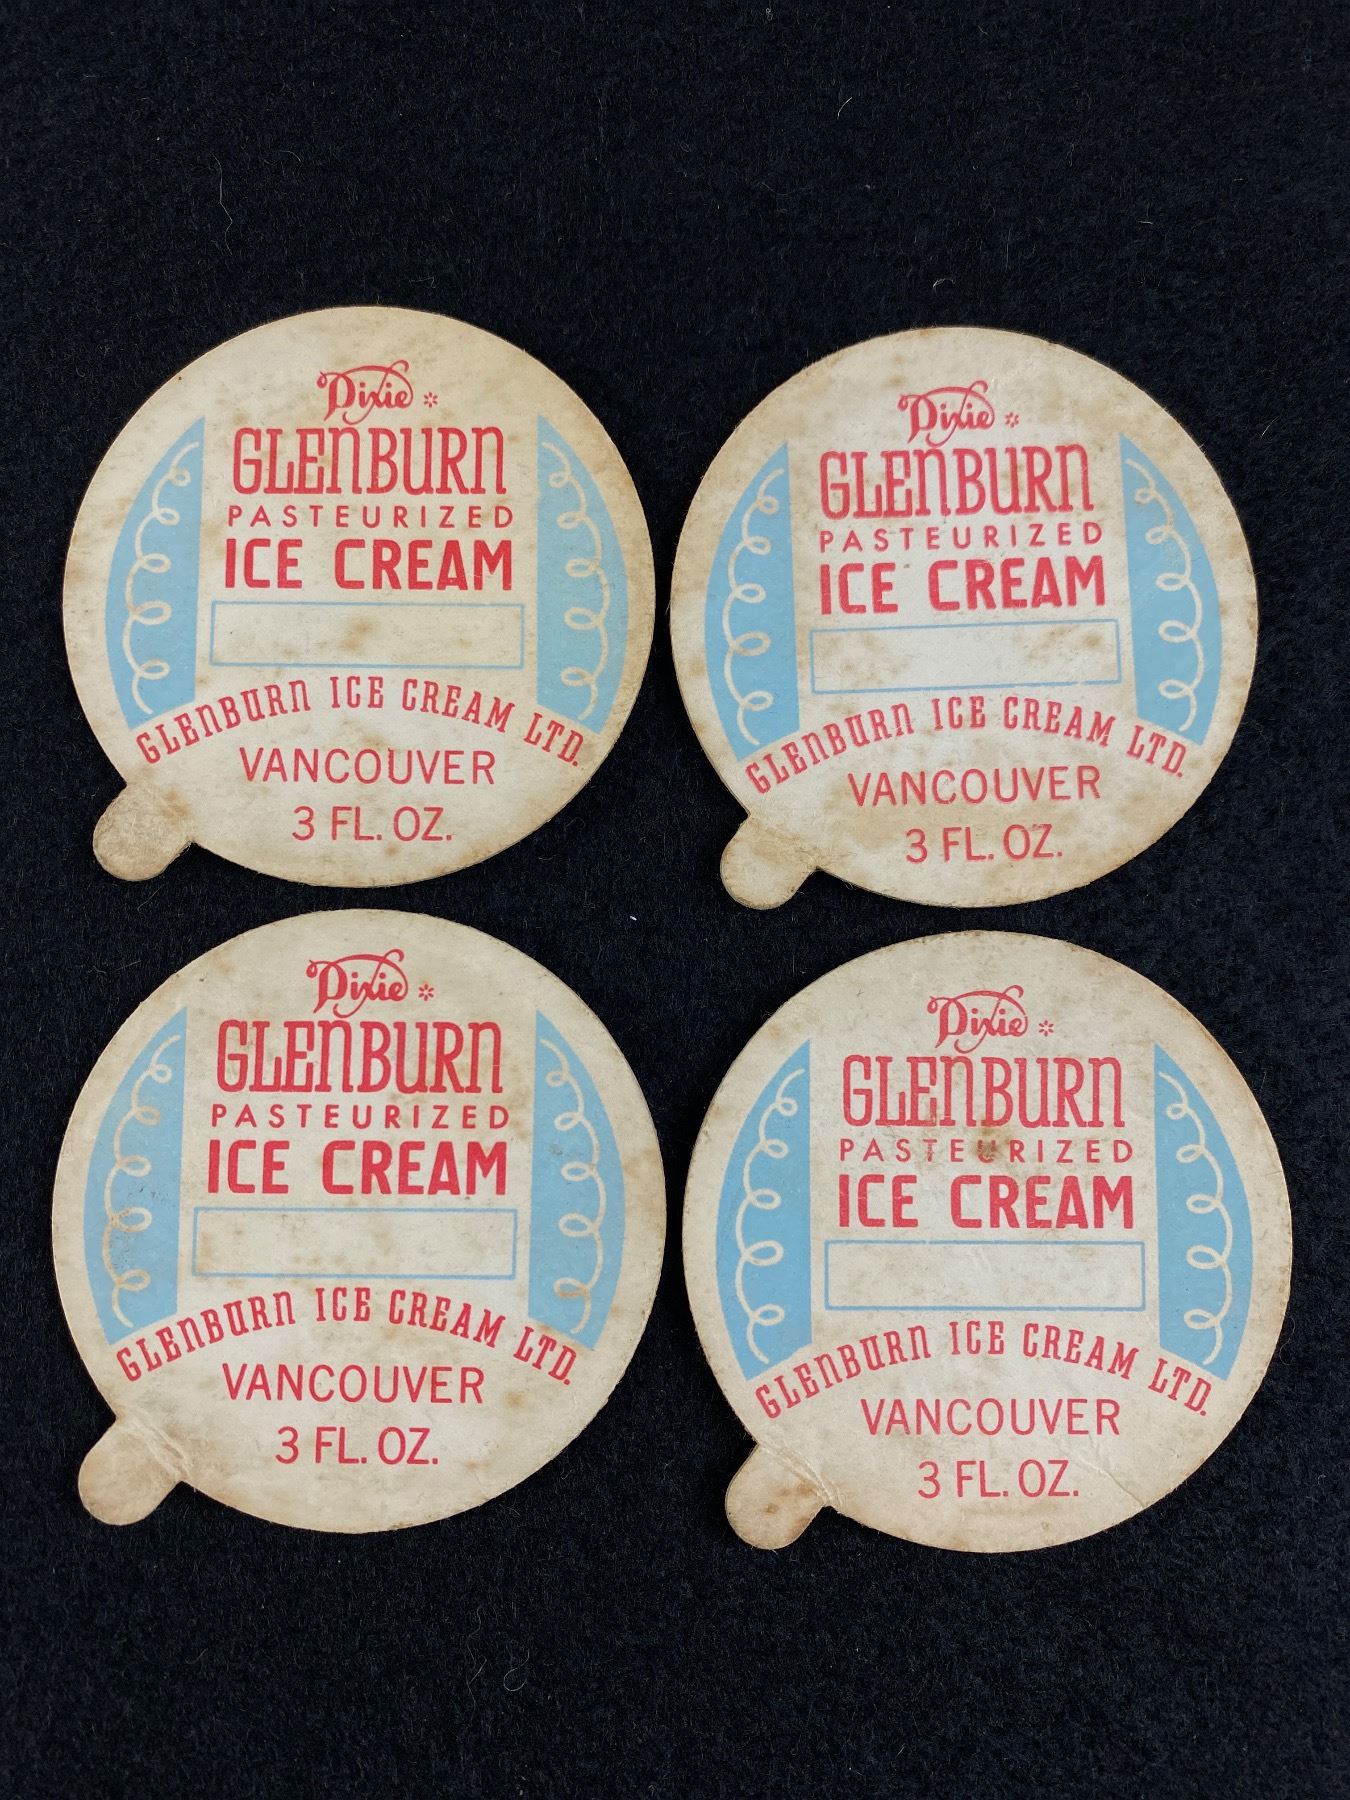 Dixie *
GLENBURN
PASTEURIZED
ICE CREAM
GLENBURN ICE CREAM LTD.
VANCOUVER
3 FL. OZ.
Dixie *
GLENBURN
PASTEURIZED
ICE CREAM
GLENBURN ICE CREAM LTD.
VANCOUVER
3 FL. OZ.
Dixie *
GLENBURN
PASTEURIZED
ICE CREAM
GLENBURN ICE CREAM LTD.
VANCOUVER
3 FL. OZ.
Dixie *
GLENBURN
PASTEURIZED
ICE CREAM
GLENBURN ICE CREAM LTD.
VANCOUVER
3 FL. OZ.